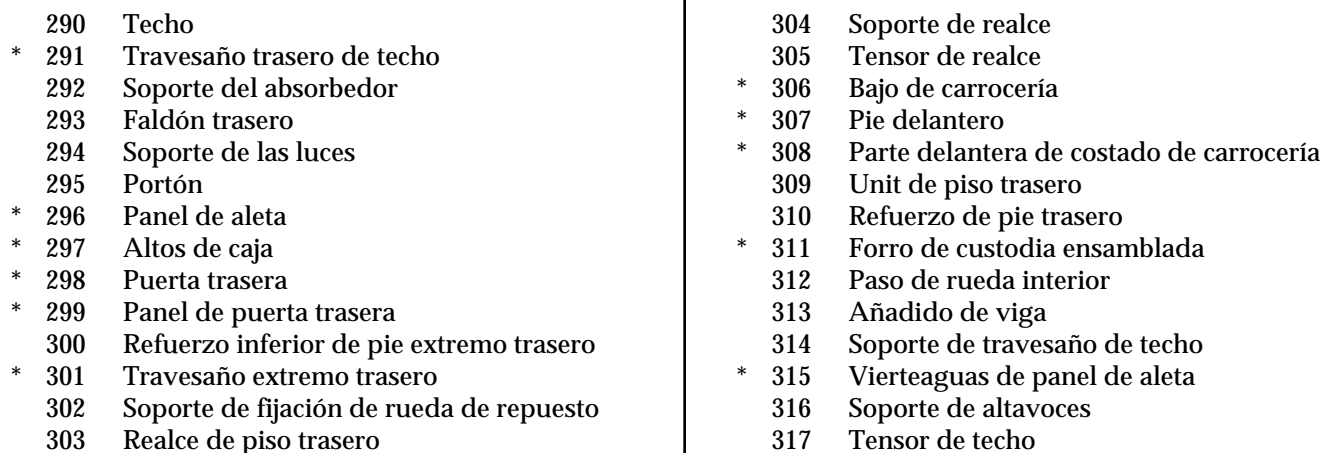 290 Techo
* 291 Travesaño trasero de techo
292 Soporte del absorbedor
293 Faldón trasero
294 Soporte de las luces
295 Portón
* 296 Panel de aleta
* 297 Altos de caja
* 298 Puerta trasera
* 299 Panel de puerta trasera
300 Refuerzo inferior de pie extremo trasero
* 301 Travesaño extremo trasero
302 Soporte de fijación de rueda de repuesto
303 Realce de piso trasero
304 Soporte de realce
305 Tensor de realce
* 306 Bajo de carrocería
* 307 Pie delantero
* 308 Parte delantera de costado de carrocería
309 Unit de piso trasero
310 Refuerzo de pie trasero
* 311 Forro de custodia ensamblada
312 Paso de rueda interior
313 Añadido de viga
314 Soporte de travesaño de techo
* 315 Vierteaguas de panel de aleta
316 Soporte de altavoces
317 Tensor de techo